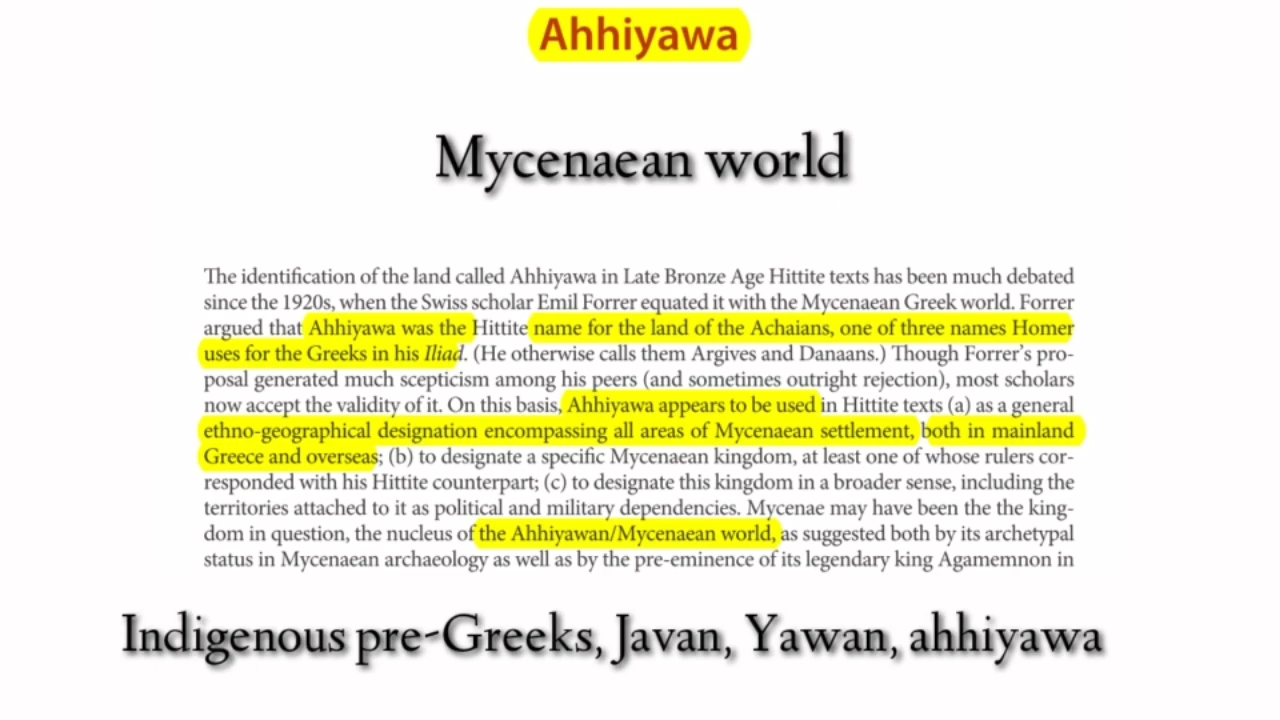 Ahhiyawa
Mycenaean world
The identification of the land called Ahhiyawa in Late Bronze Age Hittite texts has been much debated
since the 1920s, when the Swiss scholar Emil Forrer equated it with the Mycenaean Greek world. Forrer
argued that Ahhiyawa was the Hittite name for the land of the Achaians, one of three names Homer
uses for the Greeks in his Iliad. (He otherwise calls them Argives and Danaans.) Though Forrer's pro-
posal generated much scepticism among his peers (and sometimes outright rejection), most scholars
now accept the validity of it. On this basis, Ahhiyawa appears to be used in Hittite texts (a) as a general
ethno-geographical designation encompassing all areas of Mycenaean settlement, both in mainland
Greece and overseas; (b) to designate a specific Mycenaean kingdom, at least one of whose rulers cor-
responded with his Hittite counterpart; (c) to designate this kingdom in a broader sense, including the
territories attached to it as political and military dependencies. Mycenae may have been the the king-
dom in question, the nucleus of the Ahhiyawan/Mycenaean world, as suggested both by its archetypal
status in Mycenaean archaeology as well as by the pre-eminence of its legendary king Agamemnon in
Indigenous pre-Greeks, Javan, Yawan, ahhiyawa